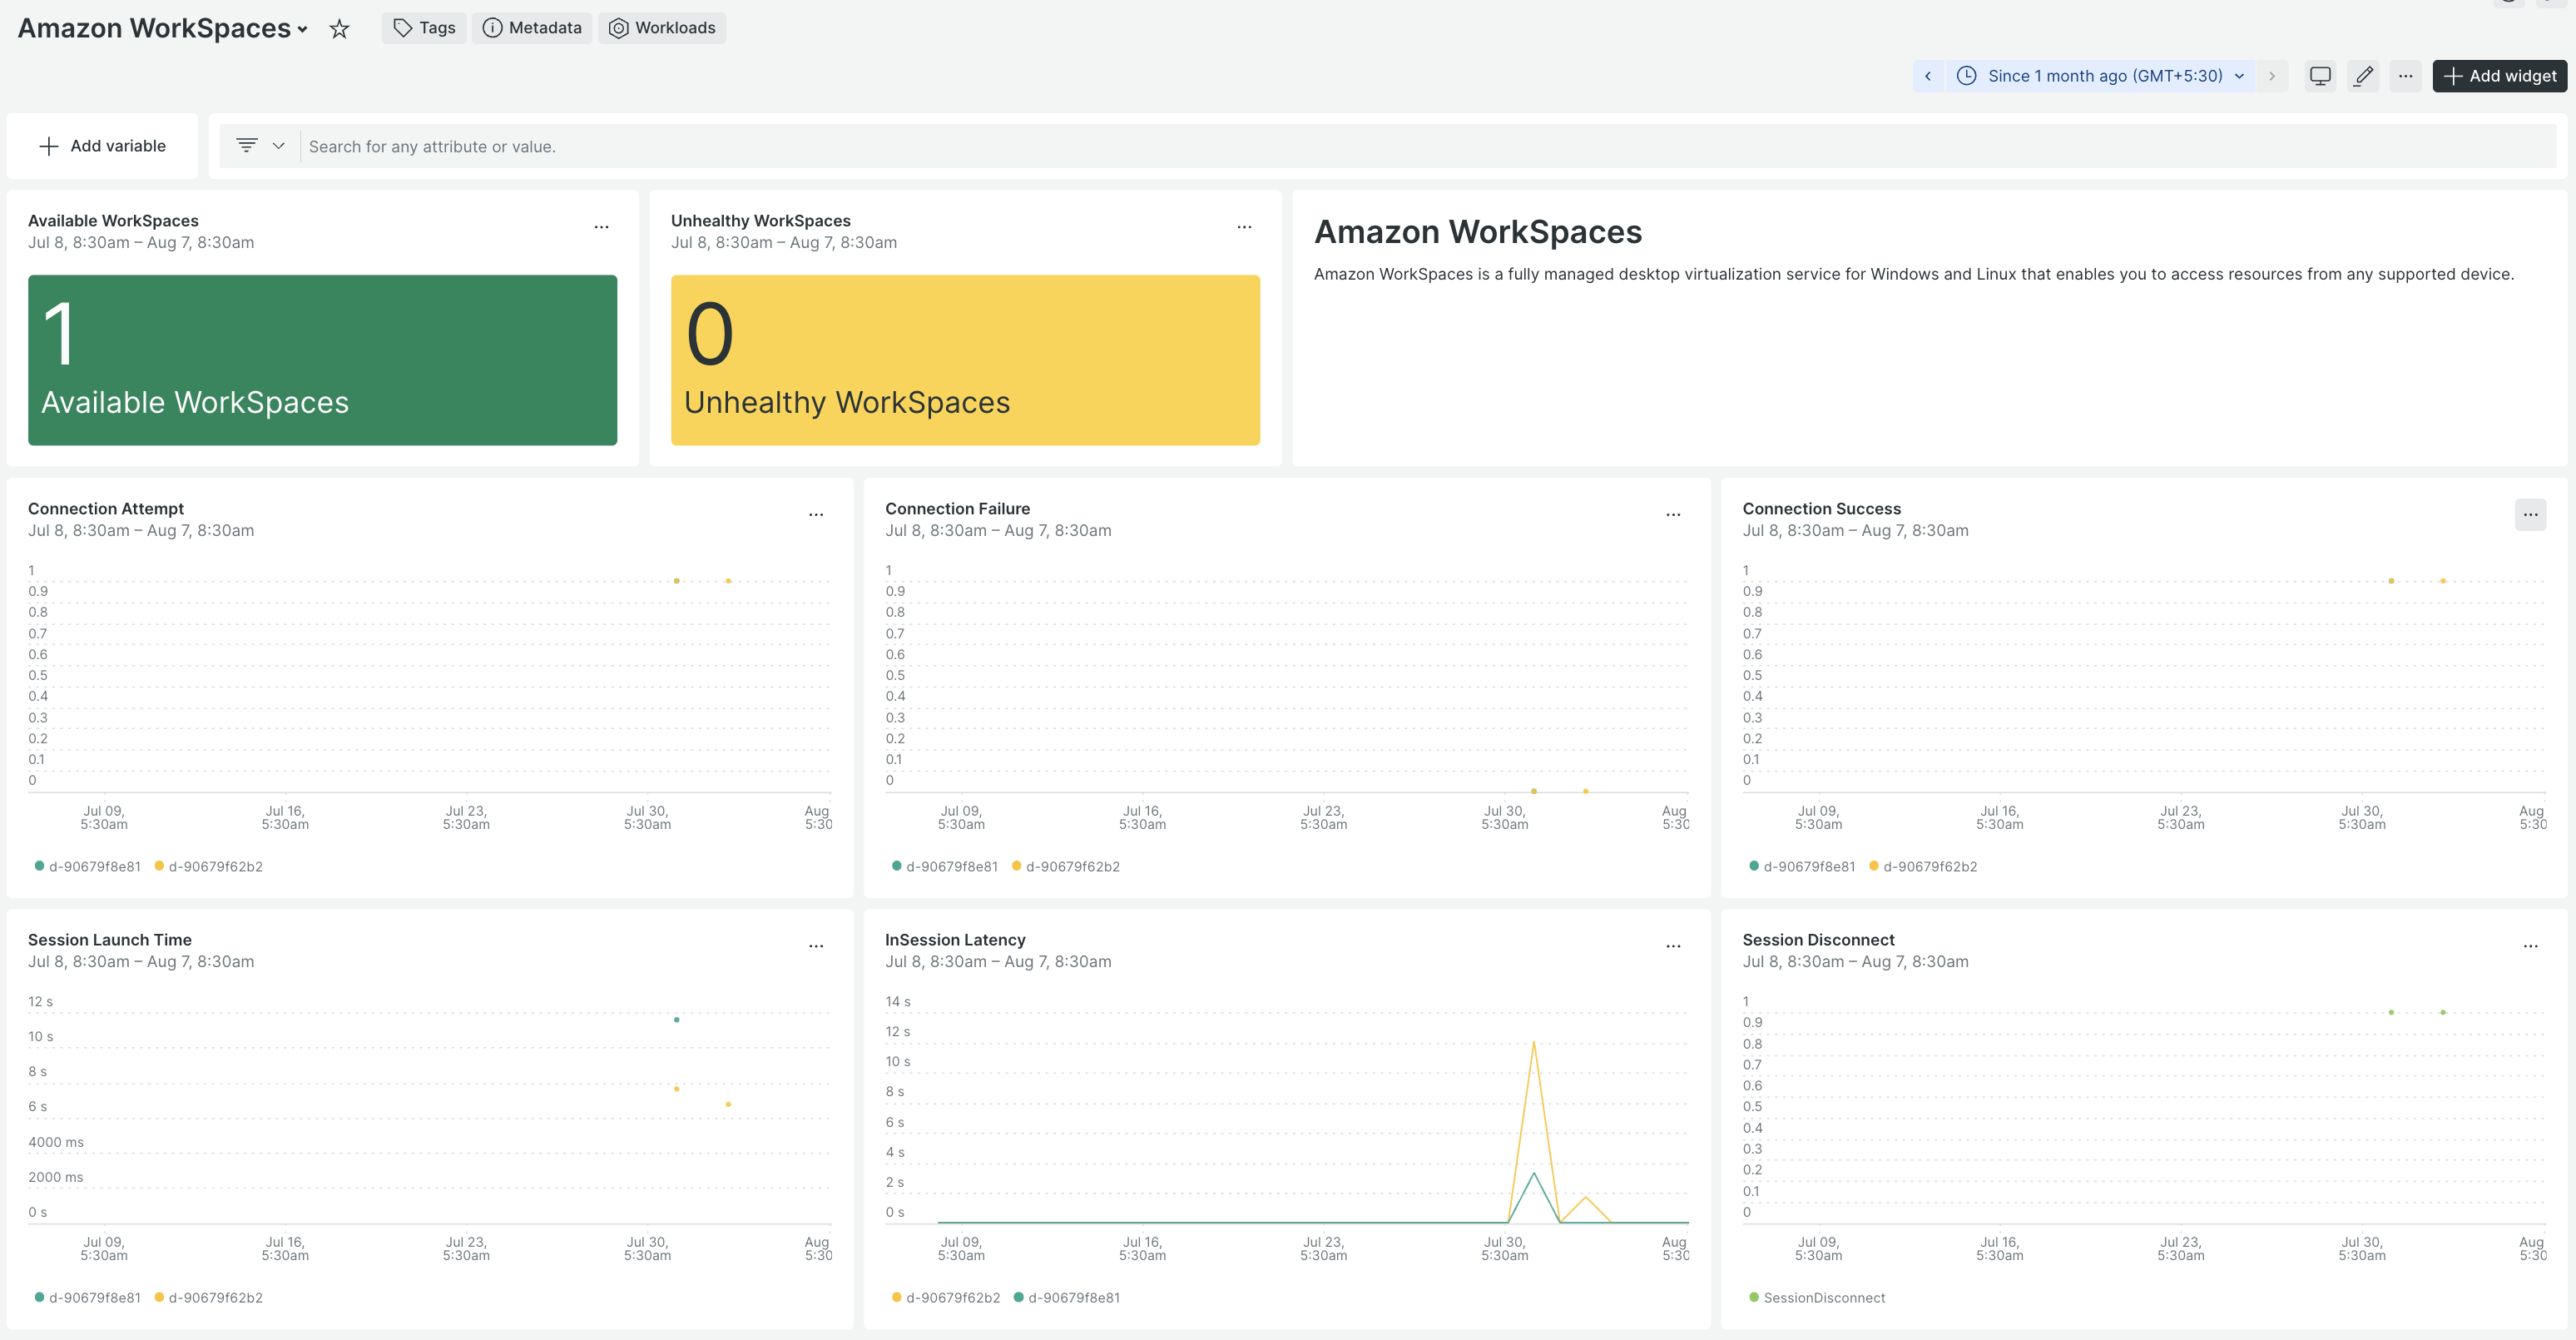 Amazon WorkSpaces
Tags
Metadata
Workloads
Since 1 month ago (GMT+5:30)
Add widget
Add variable
Search for any attribute or value.
Available WorkSpaces
Jul 8, 8:30am – Aug 7, 8:30am
1
Available WorkSpaces
Unhealthy WorkSpaces
Jul 8, 8:30am – Aug 7, 8:30am
0
Unhealthy WorkSpaces
Amazon WorkSpaces
Amazon WorkSpaces is a fully managed desktop virtualization service for Windows and Linux that enables you to access resources from any supported device.
Connection Attempt
Jul 8, 8:30am – Aug 7, 8:30am
1
0.9
0.8
0.7
0.6
0.5
0.4
0.3
0.2
0.1
0
Jul 09, 5:30am
Jul 16, 5:30am
Jul 23, 5:30am
Jul 30, 5:30am
Aug 5:30
d-90679f8e81
d-90679f62b2
Connection Failure
Jul 8, 8:30am – Aug 7, 8:30am
1
0.9
0.8
0.7
0.6
0.5
0.4
0.3
0.2
0.1
0
Jul 09, 5:30am
Jul 16, 5:30am
Jul 23, 5:30am
Jul 30, 5:30am
Aug 5:30
d-90679f8e81
d-90679f62b2
Connection Success
Jul 8, 8:30am – Aug 7, 8:30am
1
0.9
0.8
0.7
0.6
0.5
0.4
0.3
0.2
0.1
0
Jul 09, 5:30am
Jul 16, 5:30am
Jul 23, 5:30am
Jul 30, 5:30am
Aug 5:30
d-90679f8e81
d-90679f62b2
Session Launch Time
Jul 8, 8:30am – Aug 7, 8:30am
12 s
10 s
8 s
6 s
4000 ms
2000 ms
0 s
Jul 09, 5:30am
Jul 16, 5:30am
Jul 23, 5:30am
Jul 30, 5:30am
Aug 5:30
d-90679f8e81
d-90679f62b2
InSession Latency
Jul 8, 8:30am – Aug 7, 8:30am
14 s
12 s
10 s
8 s
6 s
4 s
2 s
0 s
Jul 09, 5:30am
Jul 16, 5:30am
Jul 23, 5:30am
Jul 30, 5:30am
Aug 5:30
d-90679f62b2
d-90679f8e81
Session Disconnect
Jul 8, 8:30am – Aug 7, 8:30am
1
0.9
0.8
0.7
0.6
0.5
0.4
0.3
0.2
0.1
0
Jul 09, 5:30am
Jul 16, 5:30am
Jul 23, 5:30am
Jul 30, 5:30am
Aug 5:30
SessionDisconnect